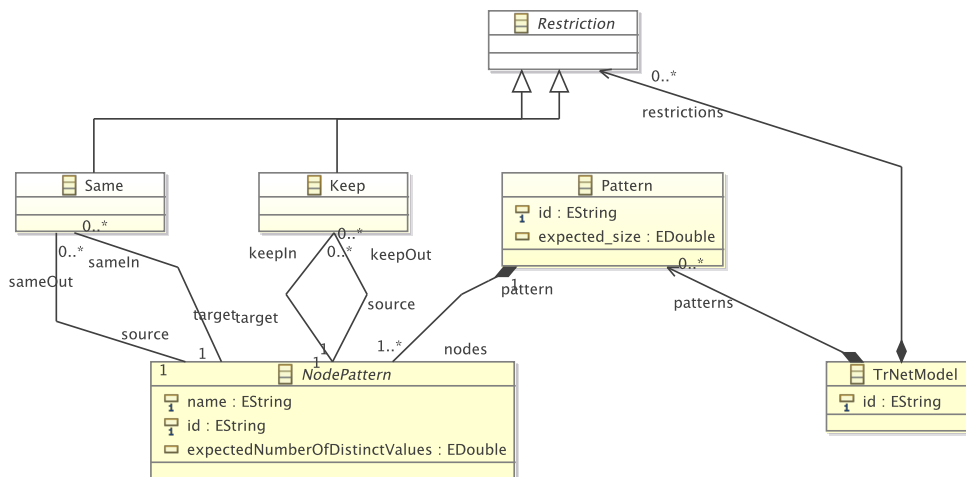 Restriction
0..*
restrictions
Same
Keep
Pattern
id : EString
expected_size : EDouble
0..*
0..*
sameIn
sameOut
0..*
0..*
keepIn
keepOut
0..*
1
pattern
patterns
source
target
target
source
1
1
1
1
1..*
nodes
NodePattern
name : EString
id : EString
expectedNumberOfDistinctValues : EDouble
TrNetModel
id : EString